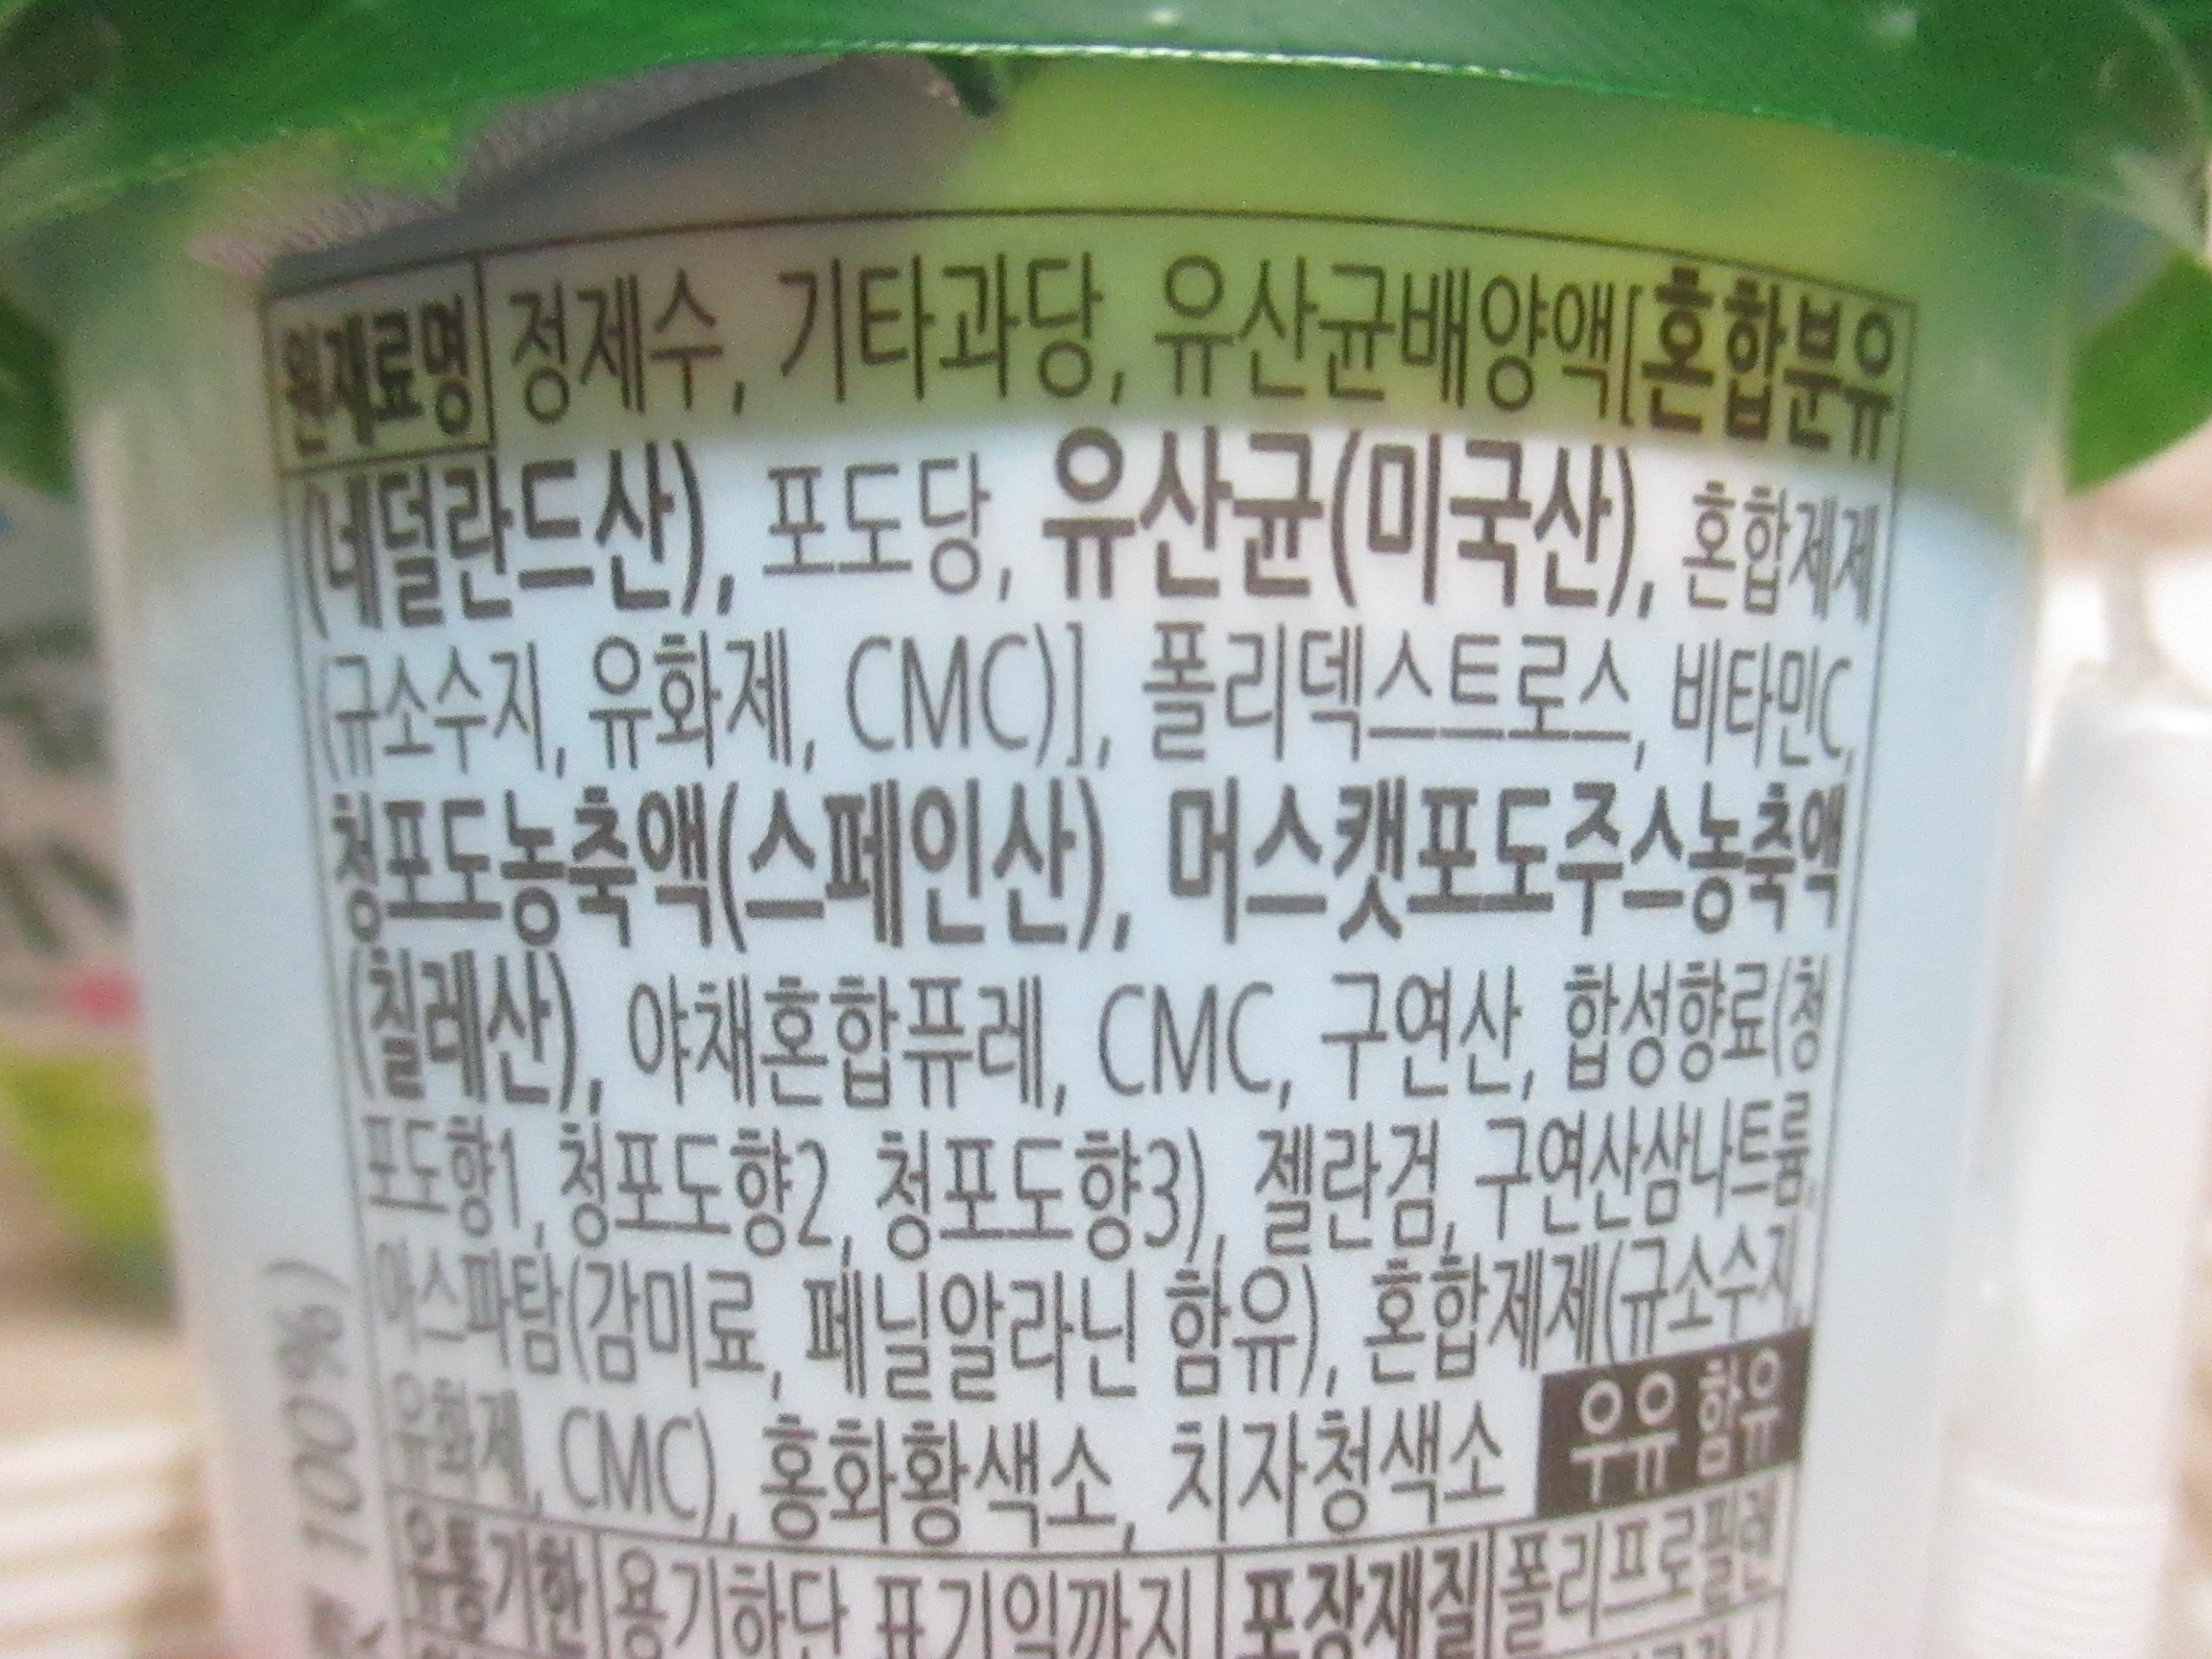 원재료명 정제수, 기타과당, 유산균배양액[혼합분유
(네덜란드산), 포도당, 유산균(미국산), 혼합제제
(규소수지, 유화제, CMC)], 폴리덱스트로스, 비타민C,
청포도농축액(스페인산), 머스캣포도주스농축액
(칠레산), 야채혼합퓨레, CMC, 구연산, 합성향료(청
포도향1, 청포도향2, 청포도향3), 젤란검, 구연산삼나트륨,
아스파탐(감미료, 페닐알라닌 함유), 혼합제제(규소수지,
유화제, CMC), 홍화황색소, 치자청색소 우유 함유
유통기한 용기하단 표기일까지 포장재질 폴리프로필렌
100%)